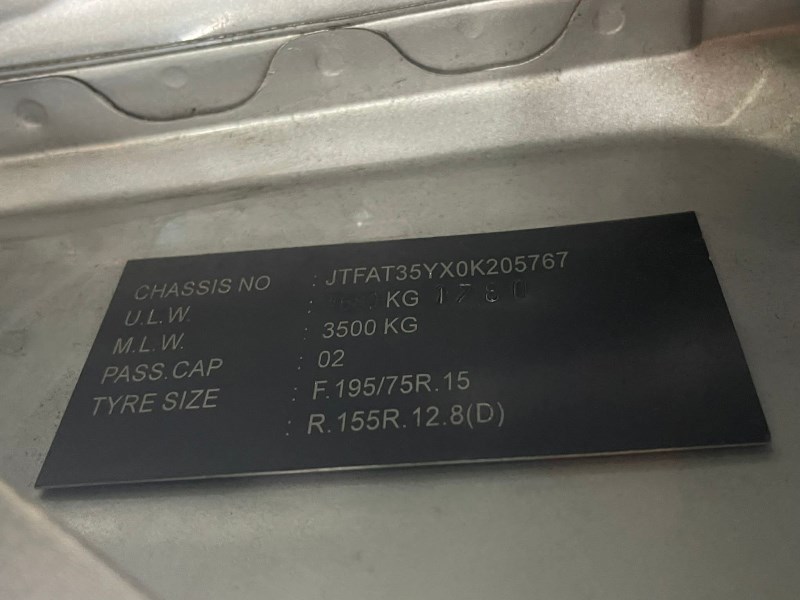 CHASSIS NO : JTFAT35YX0K205767
U.L.W. : KG
M.L.W. : 3500 KG
PASS.CAP : 02
TYRE SIZE : F.195/75R.15
: R.155R.12.8(D)